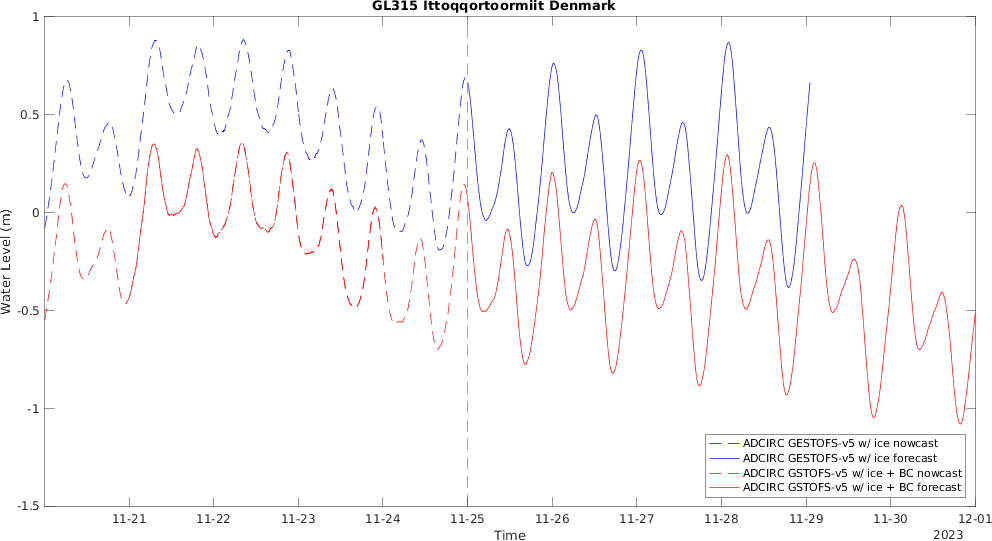 GL315 Ittoqqortoormiit Denmark
1
0.5
0
-0.5
-1
-1.5
Water Level (m)
ADCIRC GESTOFS-v5 w/ ice nowcast
ADCIRC GESTOFS-v5 w/ ice forecast
ADCIRC GSTOFS-v5 w/ ice + BC nowcast
ADCIRC GSTOFS-v5 w/ ice + BC forecast
11-21 11-22 11-23 11-24 11-25 11-26 11-27 11-28 11-29 11-30 12-01
Time
2023